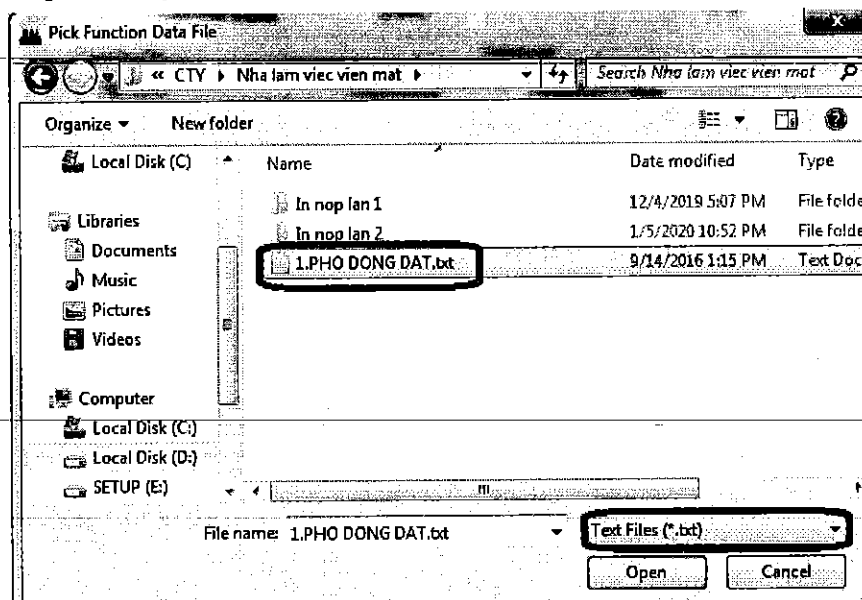 Pick Function Data File
x
« CTY ▸ Nha lam viec vien mat ▸
Search Nha lam viec vien mat
Organize ▾ New folder
Local Disk (C)
Name Date modified Type
In nop lan 1 12/4/2019 5:07 PM File folde
Libraries
In nop lan 2 1/5/2020 10:52 PM File folde
Documents
1.PHO DONG DAT.txt 9/14/2016 1:15 PM Text Doc
Music
Pictures
Videos
Computer
Local Disk (C:)
Local Disk (D:)
SETUP (E:)
File name: 1.PHO DONG DAT.txt Text Files (*.txt)
Open Cancel